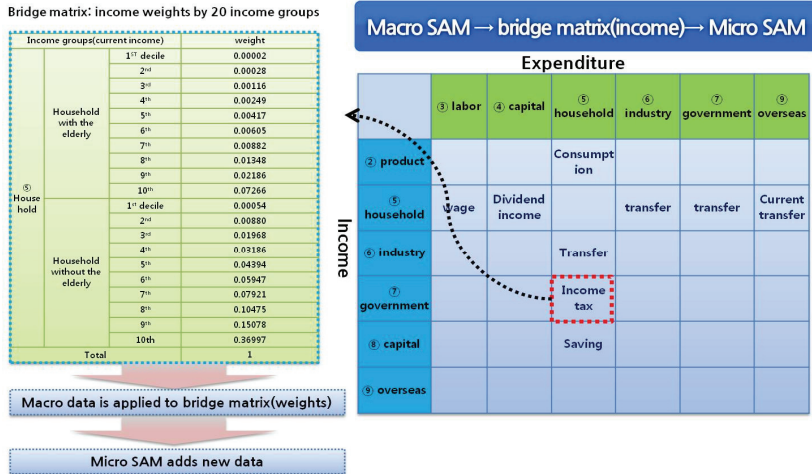 Bridge matrix: income weights by 20 income groups
Income groups(current income) weight
⑤
House
hold
Household
with the
elderly
1ST decile 0.00002
2nd 0.00028
3rd 0.00116
4th 0.00249
5th 0.00417
6th 0.00605
7th 0.00882
8th 0.01348
9th 0.02186
10th 0.07266
Household
without the
elderly
1st decile 0.00054
2nd 0.00880
3rd 0.01968
4th 0.03186
5th 0.04394
6th 0.05947
7th 0.07921
8th 0.10475
9th 0.15078
10th 0.36997
Total 1
Macro data is applied to bridge matrix(weights)
Micro SAM adds new data
Macro SAM → bridge matrix(income)→ Micro SAM
Expenditure
Income
③ labor ④ capital ⑤ household ⑥ industry ⑦ government ⑨ overseas
② product Consumpt
ion
⑤ household wage Dividend income transfer transfer Current transfer
⑥ industry Transfer
⑦ government Income tax
⑧ capital Saving
⑨ overseas